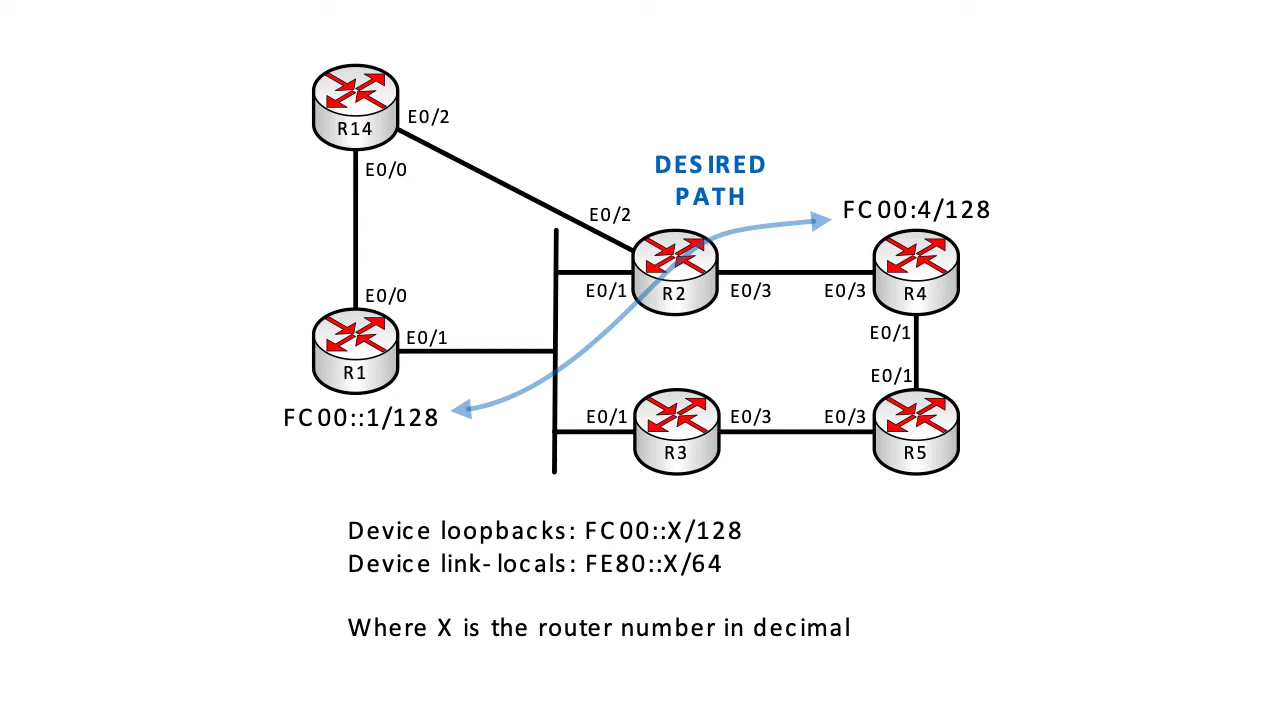 R14
E0/2
E0/0
DESIRED
PATH
E0/2
FC00:4/128
E0/1
R2
E0/3
E0/3
R4
E0/0
E0/1
E0/1
R1
E0/1
FC00::1/128
E0/1
R3
E0/3
E0/3
R5
Device loopbacks: FC00::X/128
Device link-locals: FE80::X/64
Where X is the router number in decimal